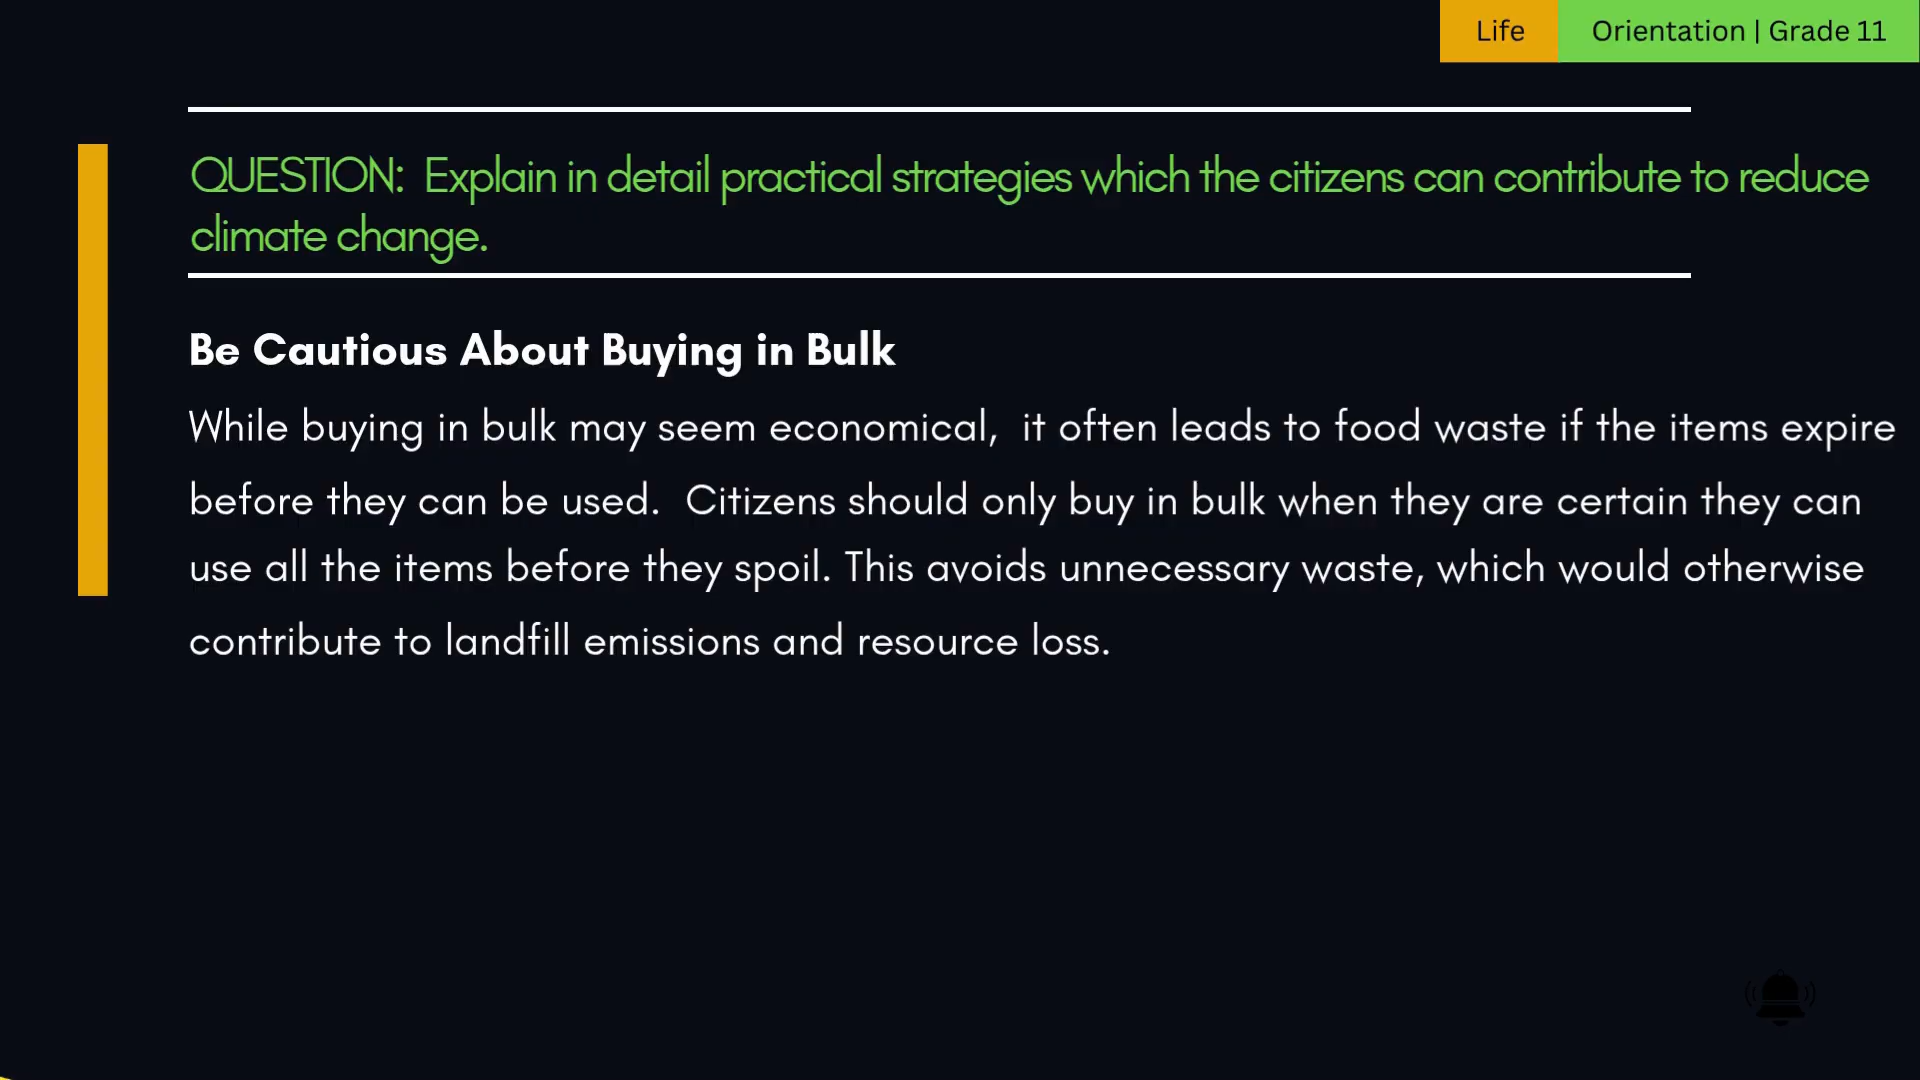 Life Orientation | Grade 11
QUESTION:  Explain in detail practical strategies which the citizens can contribute to reduce
climate change.
Be Cautious About Buying in Bulk
While buying in bulk may seem economical,  it often leads to food waste if the items expire
before they can be used.  Citizens should only buy in bulk when they are certain they can
use all the items before they spoil. This avoids unnecessary waste, which would otherwise
contribute to landfill emissions and resource loss.